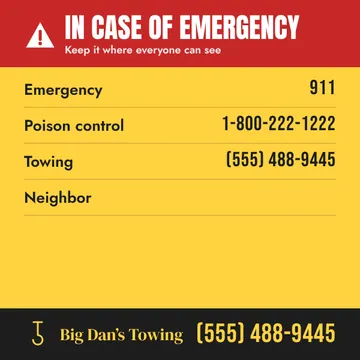 IN CASE OF EMERGENCY
Keep it where everyone can see
Emergency 911
Poison control 1-800-222-1222
Towing (555) 488-9445
Neighbor
Big Dan's Towing (555) 488-9445